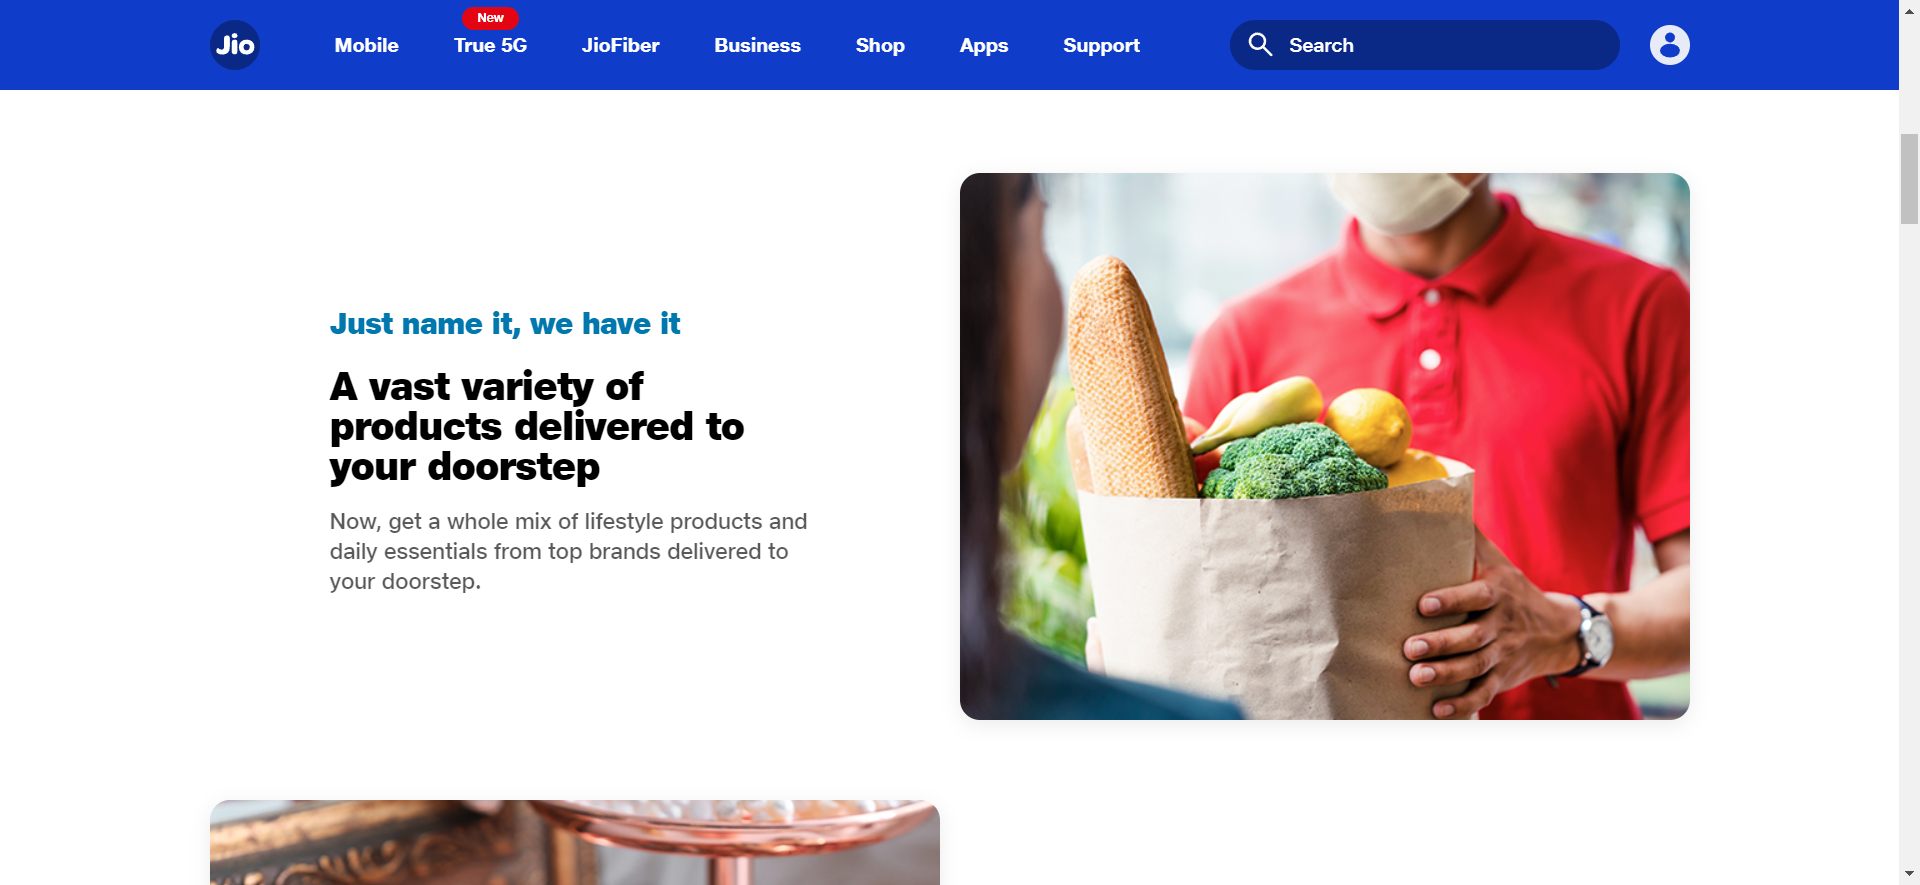 Jio
Mobile
New
True 5G
JioFiber
Business
Shop
Apps
Support
Search
Just name it, we have it
A vast variety of
products delivered to
your doorstep
Now, get a whole mix of lifestyle products and
daily essentials from top brands delivered to
your doorstep.